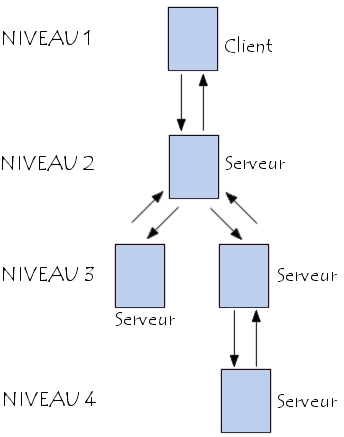 NIVEAU 1
Client
NIVEAU 2
Serveur
NIVEAU 3
Serveur
Serveur
NIVEAU 4
Serveur